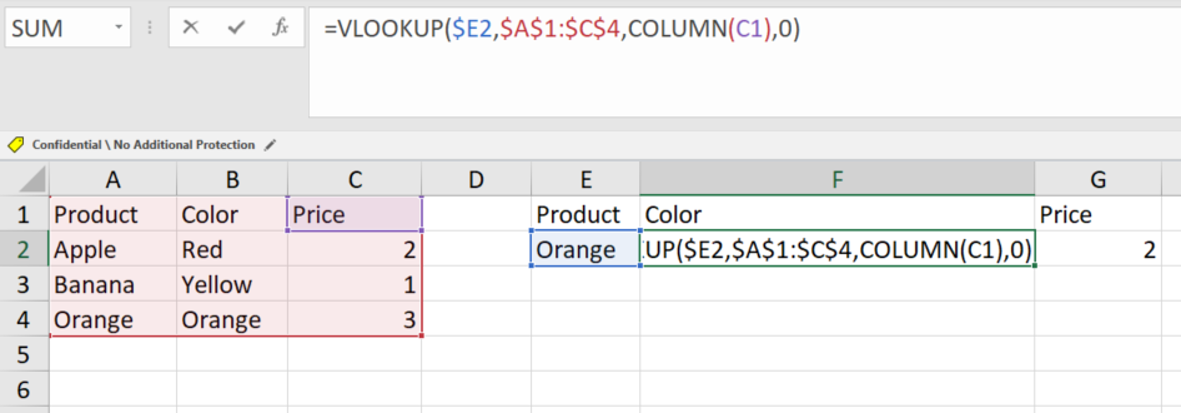 SUM fx =VLOOKUP($E2,$A$1:$C$4,COLUMN(C1),0)
Confidential \ No Additional Protection
A B C D E F G
1 Product Color Price Product Color Price
2 Apple Red 2 Orange UP($E2,$A$1:$C$4,COLUMN(C1),0) 2
3 Banana Yellow 1
4 Orange Orange 3
5
6